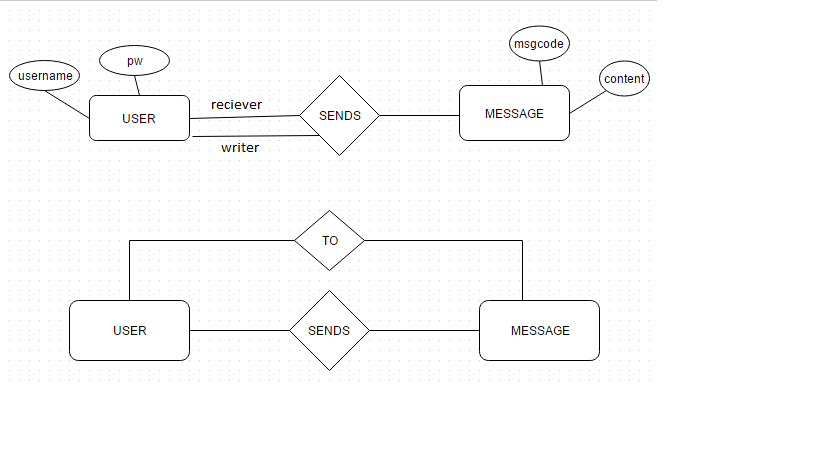 msgcode
pw
username
content
reciever
USER
SENDS
MESSAGE
writer
TO
USER
SENDS
MESSAGE